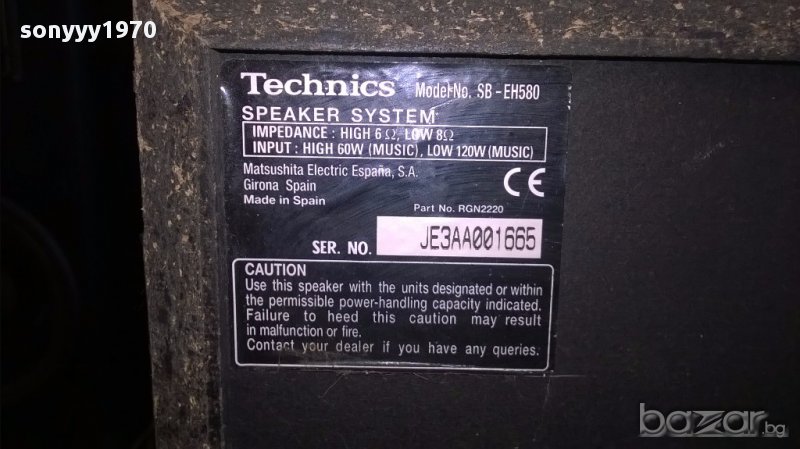 sonyyy1970
Technics Model No. SB-EH580
SPEAKER SYSTEM
IMPEDANCE : HIGH 6Ω, LOW 8Ω
INPUT : HIGH 60W (MUSIC), LOW 120W (MUSIC)
Matsushita Electric España, S.A.
Girona Spain
Made in Spain
CE
Part No. RGN2220
SER. NO. JE3AA001665
CAUTION
Use this speaker with the units designated or within
the permissible power-handling capacity indicated.
Failure to heed this caution may result
in malfunction or fire.
Contact your dealer if you have any queries.
bazar.bg